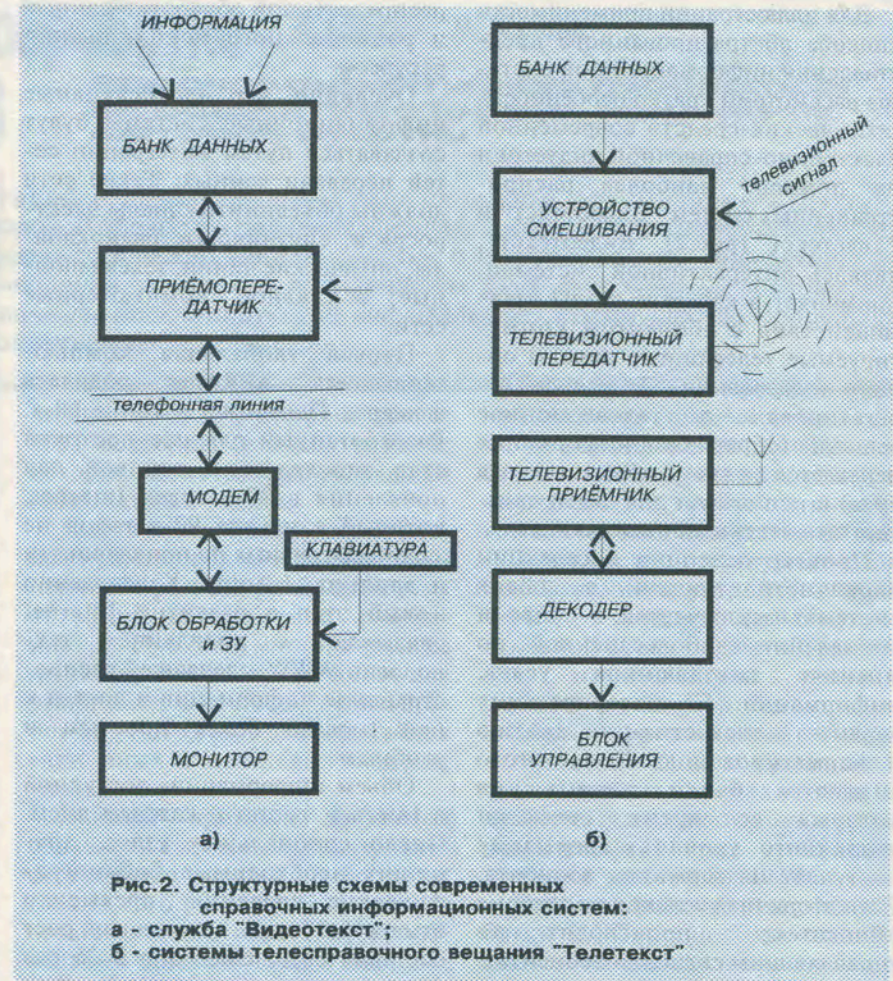 ИНФОРМАЦИЯ
БАНК ДАННЫХ
ПРИЁМОПЕРЕ-
ДАТЧИК
телефонная линия
МОДЕМ
КЛАВИАТУРА
БЛОК ОБРАБОТКИ
и ЗУ
МОНИТОР
а)
БАНК ДАННЫХ
телевизионный
сигнал
УСТРОЙСТВО
СМЕШИВАНИЯ
ТЕЛЕВИЗИОННЫЙ
ПЕРЕДАТЧИК
ТЕЛЕВИЗИОННЫЙ
ПРИЁМНИК
ДЕКОДЕР
БЛОК
УПРАВЛЕНИЯ
б)
Рис.2. Структурные схемы современных
справочных информационных систем:
а - служба "Видеотекст";
б - системы телесправочного вещания "Телетекст"